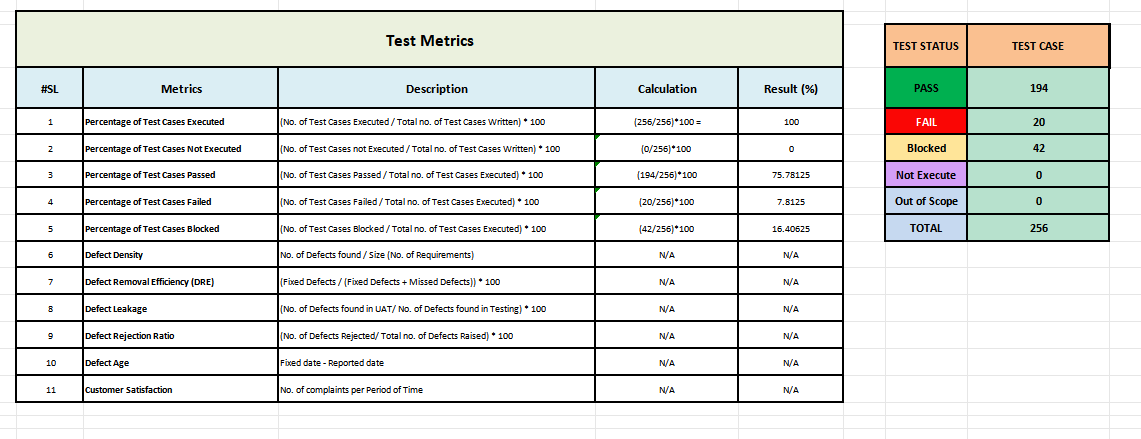 Test Metrics
#SL Metrics Description Calculation Result (%)
1 Percentage of Test Cases Executed (No. of Test Cases Executed / Total no. of Test Cases Written) * 100 (256/256)*100 = 100
2 Percentage of Test Cases Not Executed (No. of Test Cases not Executed / Total no. of Test Cases Written) * 100 (0/256)*100 0
3 Percentage of Test Cases Passed (No. of Test Cases Passed / Total no. of Test Cases Executed) * 100 (194/256)*100 75.78125
4 Percentage of Test Cases Failed (No. of Test Cases Failed / Total no. of Test Cases Executed) * 100 (20/256)*100 7.8125
5 Percentage of Test Cases Blocked (No. of Test Cases Blocked / Total no. of Test Cases Executed) * 100 (42/256)*100 16.40625
6 Defect Density No. of Defects found / Size (No. of Requirements) N/A N/A
7 Defect Removal Efficiency (DRE) (Fixed Defects / (Fixed Defects + Missed Defects)) * 100 N/A N/A
8 Defect Leakage (No. of Defects found in UAT/ No. of Defects found in Testing) * 100 N/A N/A
9 Defect Rejection Ratio (No. of Defects Rejected/ Total no. of Defects Raised) * 100 N/A N/A
10 Defect Age Fixed date - Reported date N/A N/A
11 Customer Satisfaction No. of complaints per Period of Time N/A N/A
TEST STATUS TEST CASE
PASS 194
FAIL 20
Blocked 42
Not Execute 0
Out of Scope 0
TOTAL 256